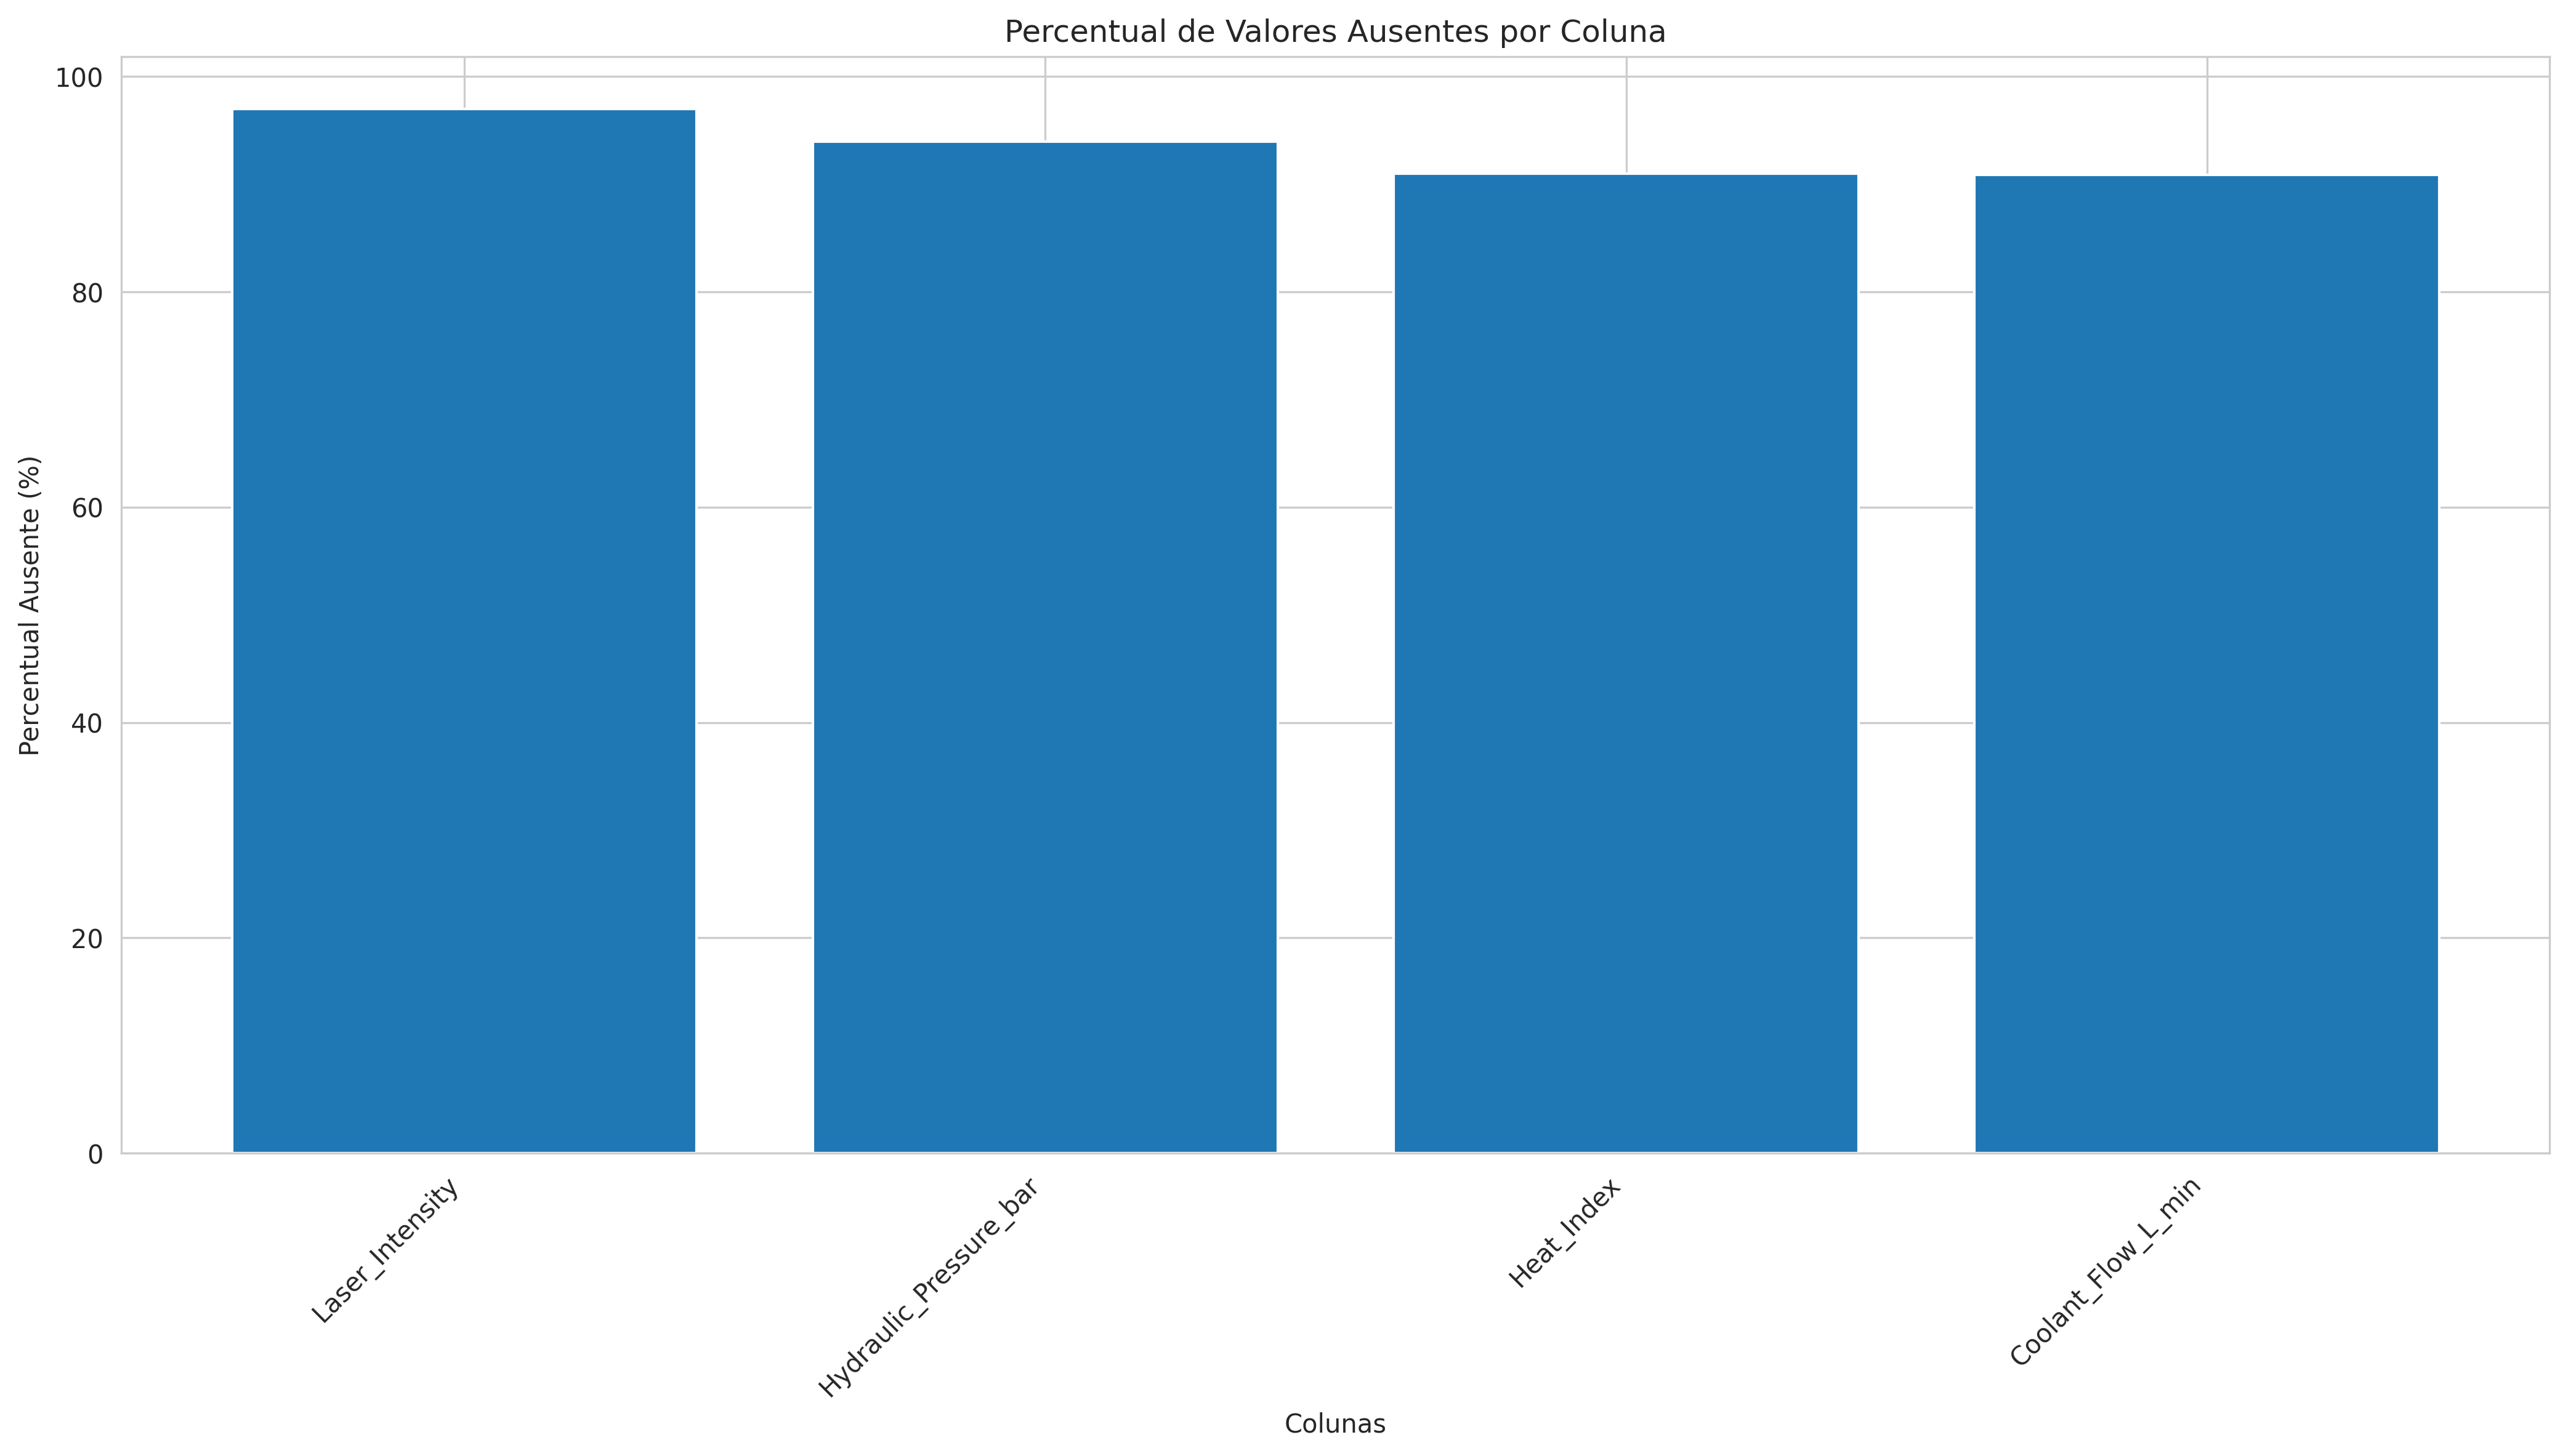 Percentual de Valores Ausentes por Coluna
Percentual Ausente (%)
100
80
60
40
20
0
Laser_Intensity
Hydraulic_Pressure_bar
Heat_Index
Coolant_Flow_L_min
Colunas